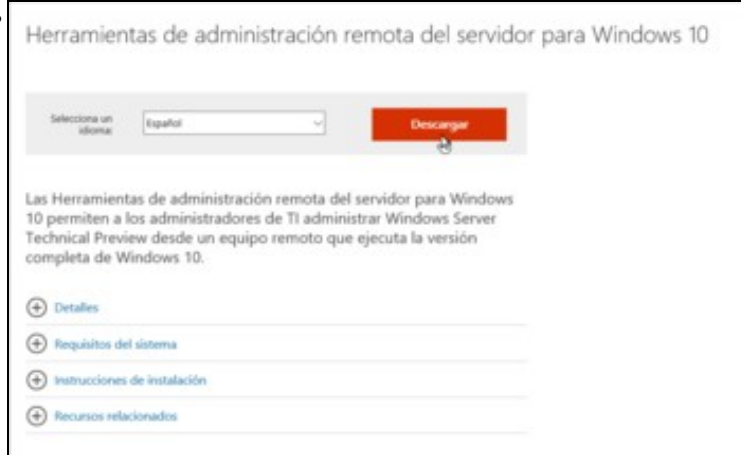 Herramientas de administración remota del servidor para Windows 10
Selecciona un
idioma:
Español
Descargar
Las Herramientas de administración remota del servidor para Windows
10 permiten a los administradores de TI administrar Windows Server
Technical Preview desde un equipo remoto que ejecuta la versión
completa de Windows 10.
Detalles
Requisitos del sistema
Instrucciones de instalación
Recursos relacionados